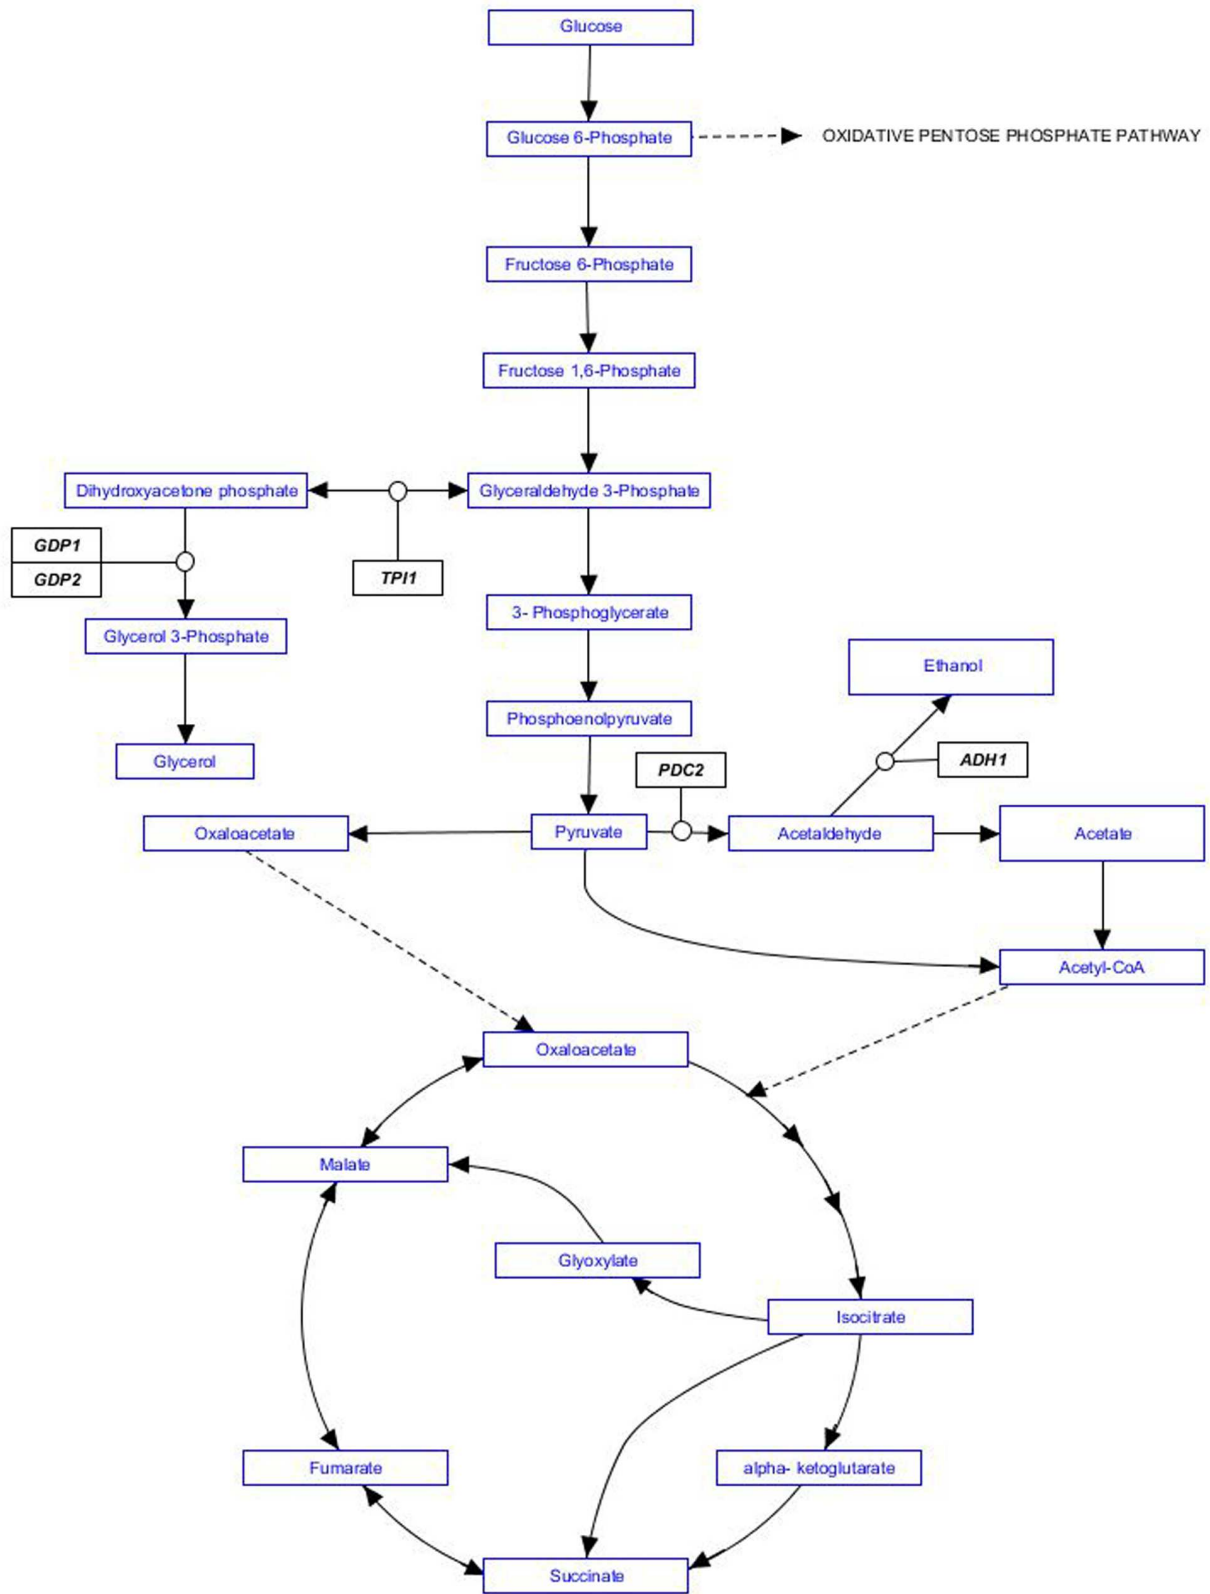 Glucose
Glucose 6-Phosphate
OXIDATIVE PENTOSE PHOSPHATE PATHWAY
Fructose 6-Phosphate
Fructose 1,6-Phosphate
Dihydroxyacetone phosphate
Glyceraldehyde 3-Phosphate
GDP1
GDP2
TPI1
3- Phosphoglycerate
Glycerol 3-Phosphate
Ethanol
Phosphoenolpyruvate
Glycerol
PDC2
ADH1
Oxaloacetate
Pyruvate
Acetaldehyde
Acetate
Acetyl-CoA
Oxaloacetate
Malate
Glyoxylate
Isocitrate
Fumarate
alpha- ketoglutarate
Succinate